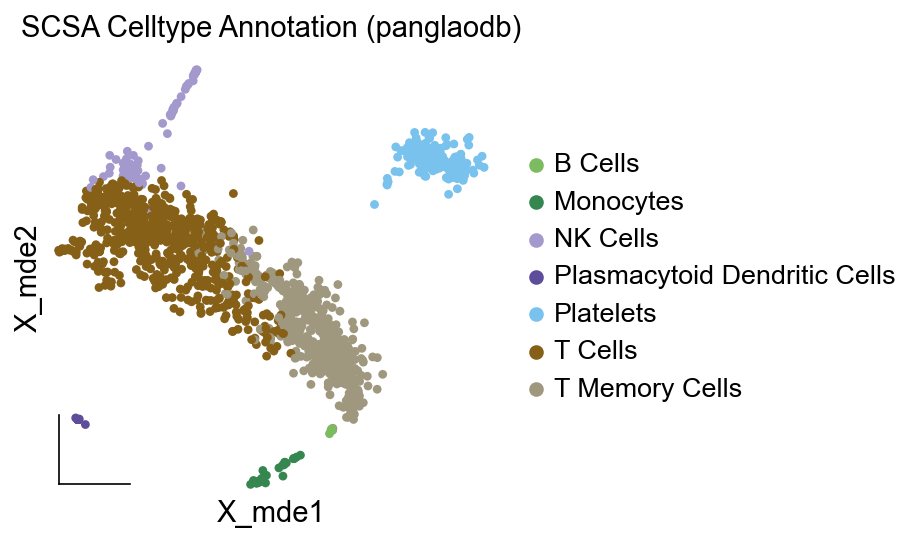 SCSA Celltype Annotation (panglaodb)
B Cells
Monocytes
NK Cells
Plasmacytoid Dendritic Cells
Platelets
T Cells
T Memory Cells
X_mde2
X_mde1